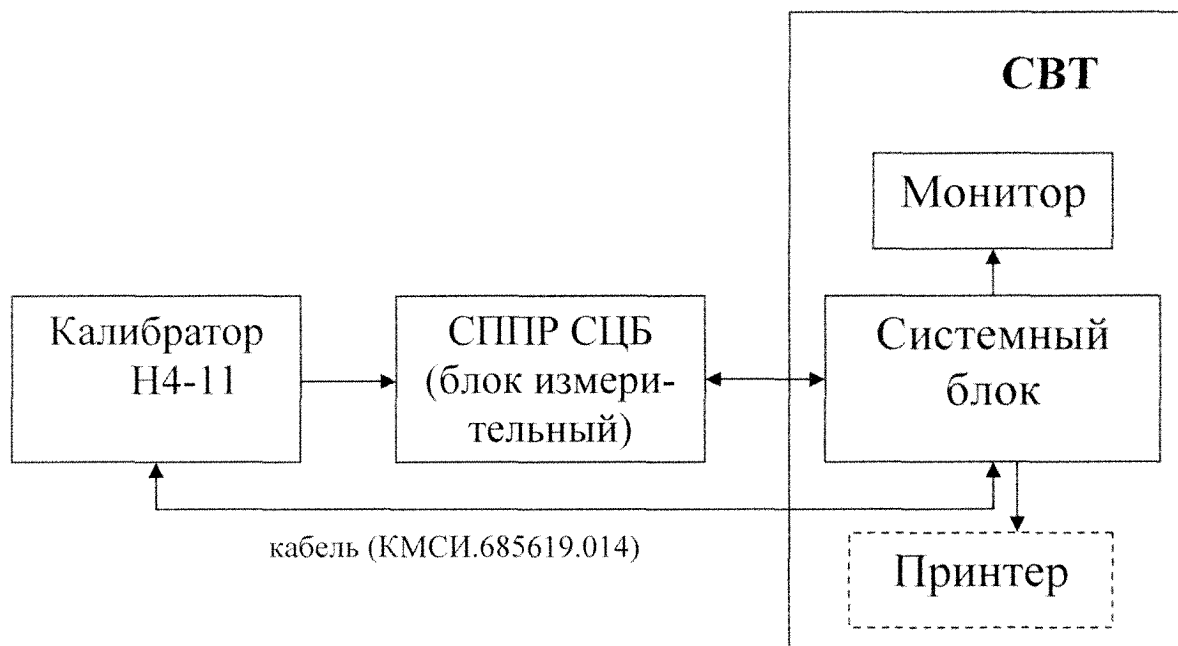 СВТ
Монитор
Калибратор
Н4-11
СППР СЦБ
(блок измери-
тельный)
Системный
блок
кабель (КМСИ.685619.014)
Принтер